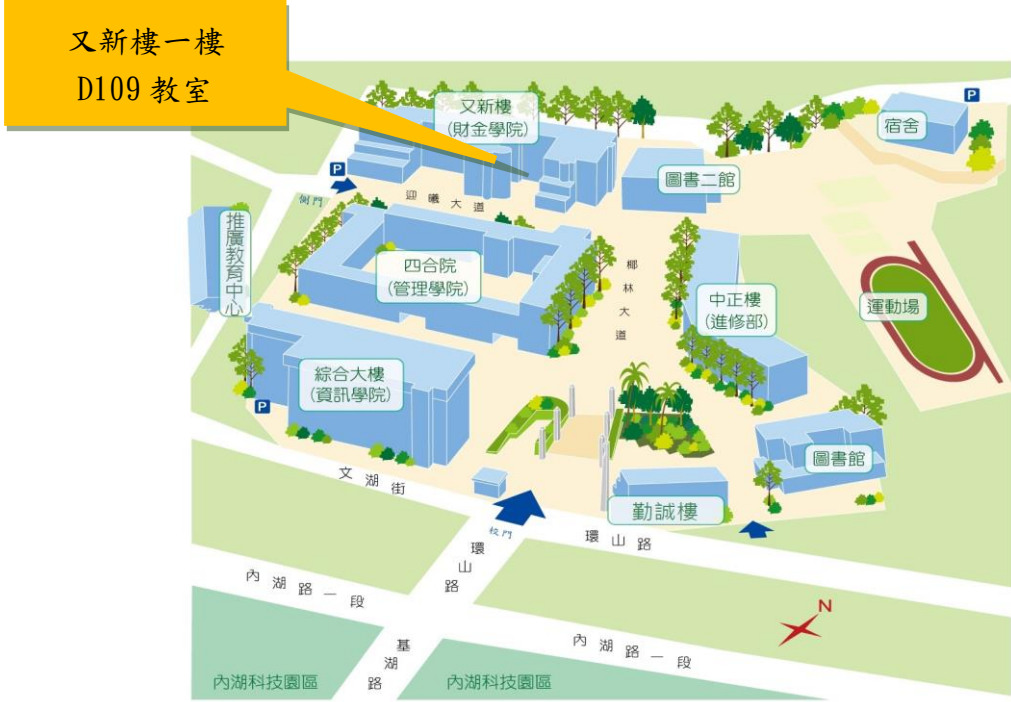 又新樓一樓
D109 教室
又新樓
(財金學院)
P
宿舍
圖書二館
P
側門
迎曦大道
推廣教育中心
四合院
(管理學院)
椰林大道
中正樓
(進修部)
運動場
綜合大樓
(資訊學院)
P
圖書館
文湖街
勤誠樓
校門
環山路
環山路
內湖路一段
N
基湖路
內湖路一段
內湖科技園區
內湖科技園區